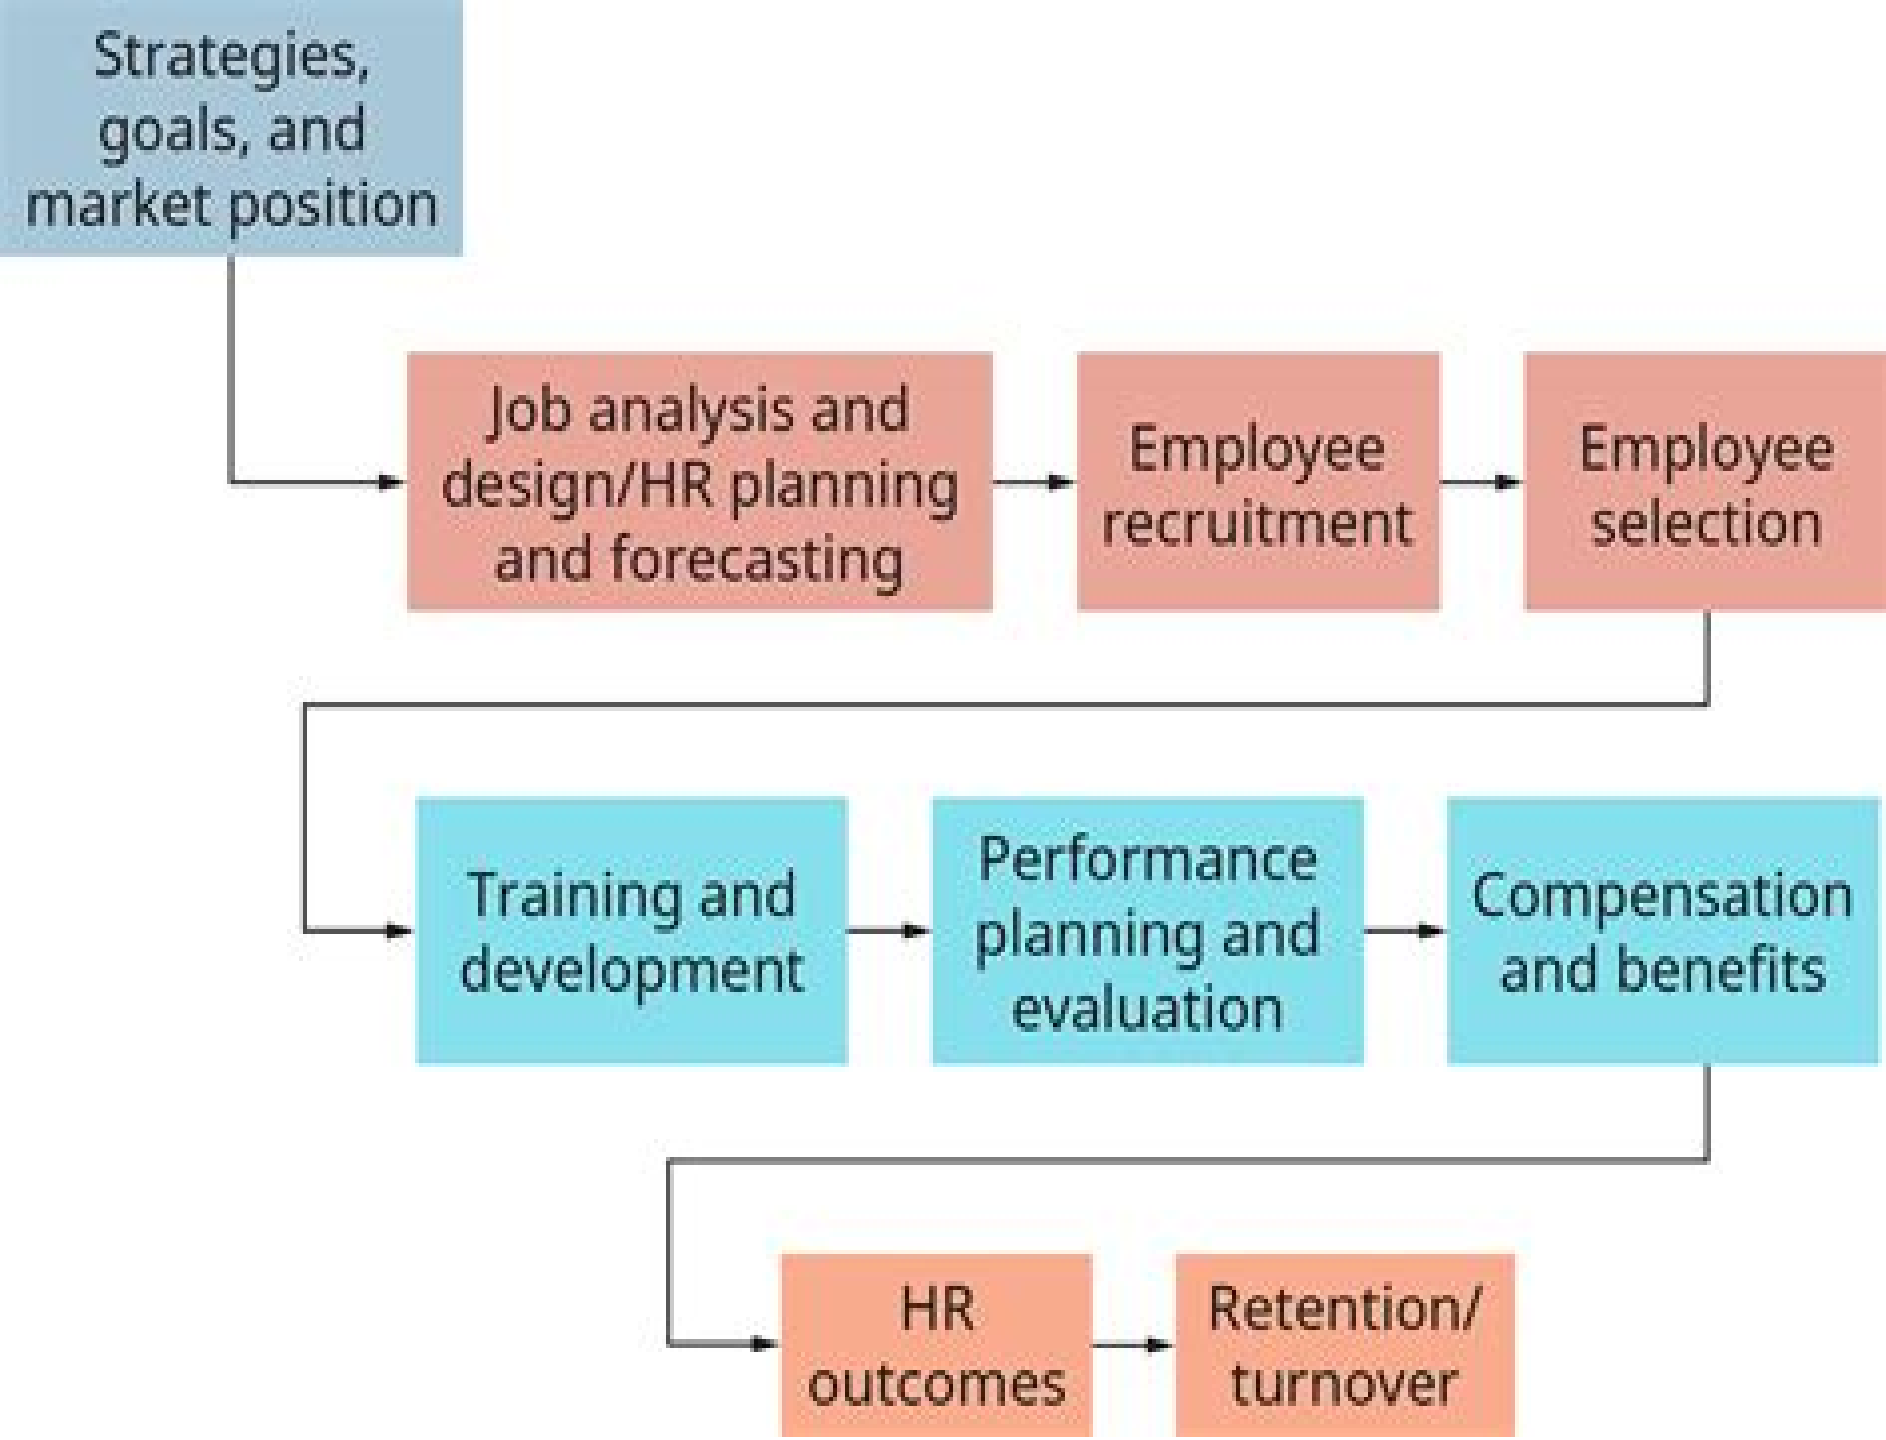 Strategies,
goals, and
market position
Job analysis and
design/HR planning
and forecasting
Employee
recruitment
Employee
selection
Training and
development
Performance
planning and
evaluation
Compensation
and benefits
HR
outcomes
Retention/
turnover